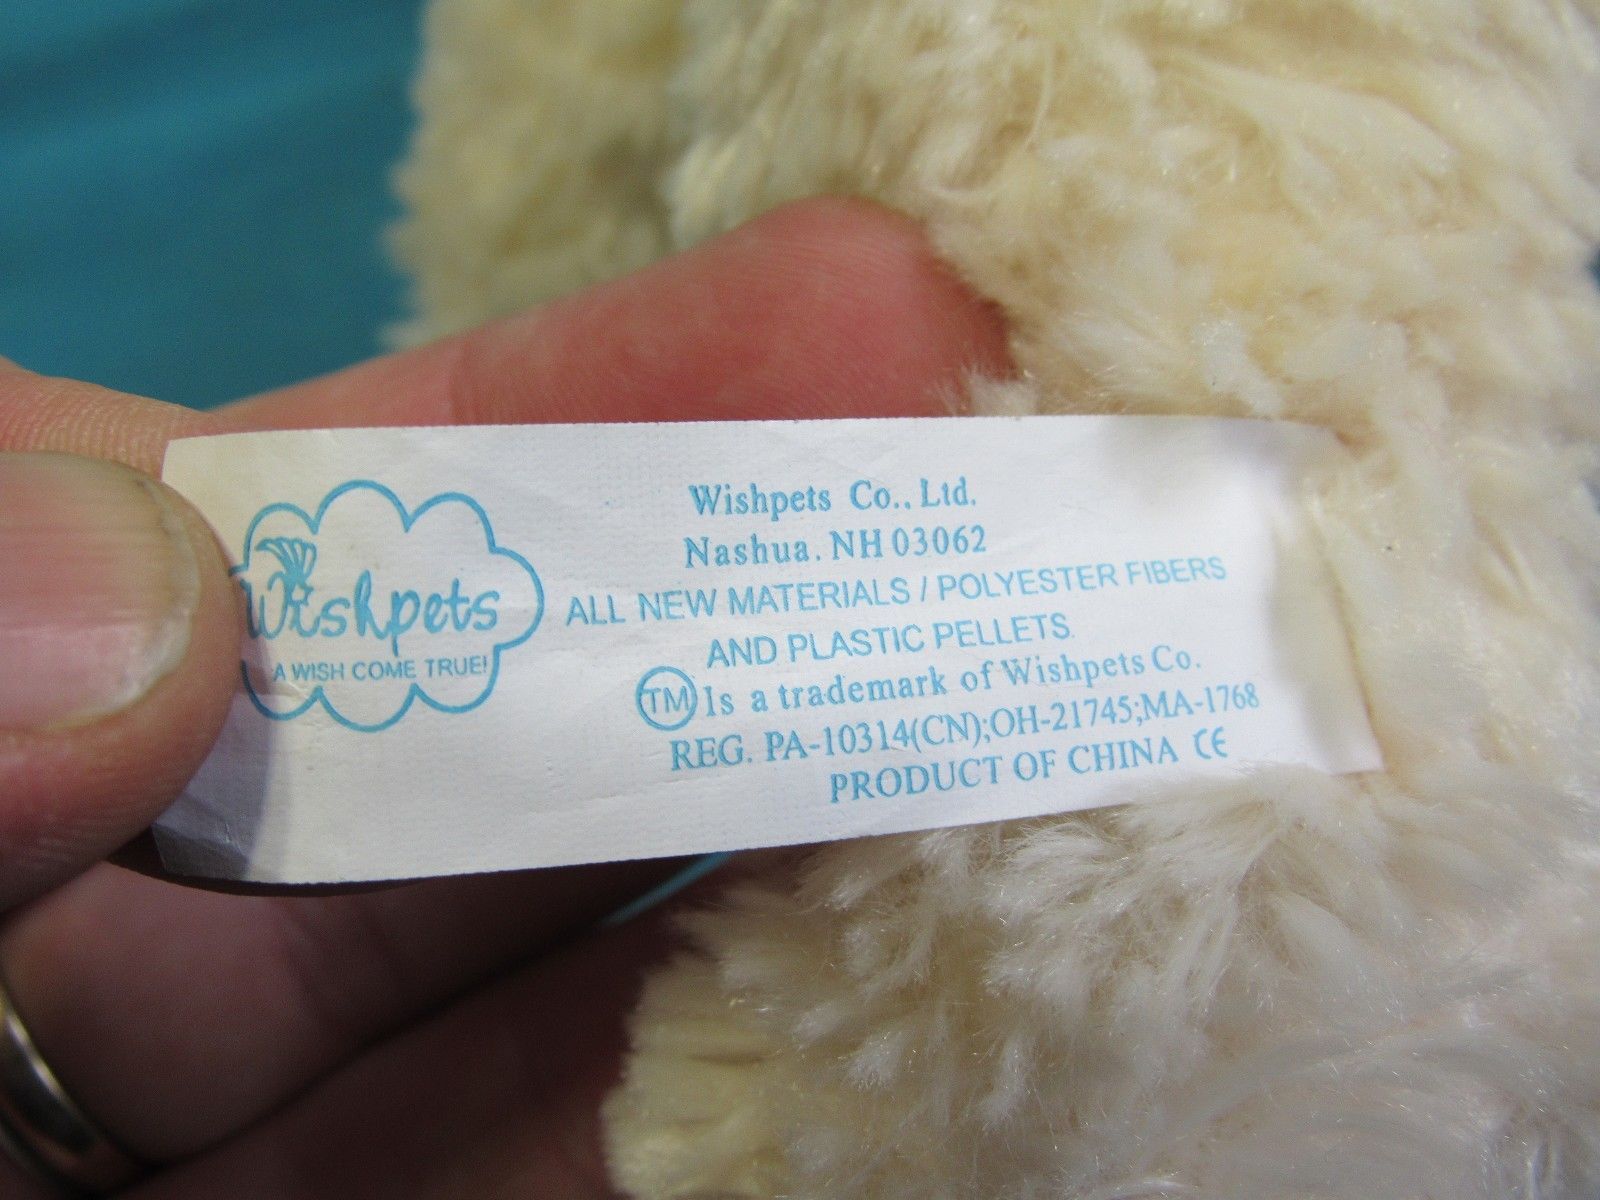 Wishpets
A WISH COME TRUE!
Wishpets Co., Ltd.
Nashua. NH 03062
ALL NEW MATERIALS / POLYESTER FIBERS
AND PLASTIC PELLETS.
TM Is a trademark of Wishpets Co.
REG. PA-10314(CN);OH-21745;MA-1768
PRODUCT OF CHINA CE